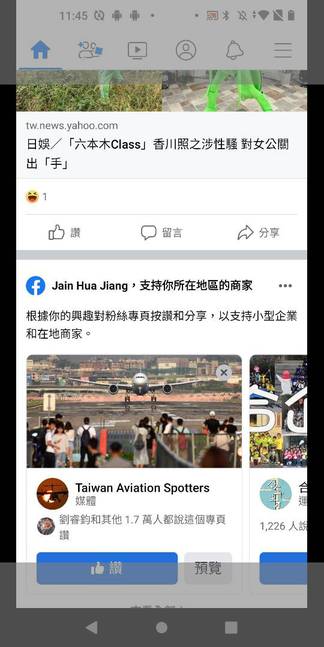 11:45
tw.news.yahoo.com
日娛／「六本木Class」香川照之涉性騷 對女公關
出「手」
1
讚
留言
分享
Jain Hua Jiang，支持你所在地區的商家
根據你的興趣對粉絲專頁按讚和分享，以支持小型企業
和在地商家。
Taiwan Aviation Spotters
媒體
劉睿鈞和其他 1.7 萬人都說這個專頁
讚
1,226 人說
讚
預覽